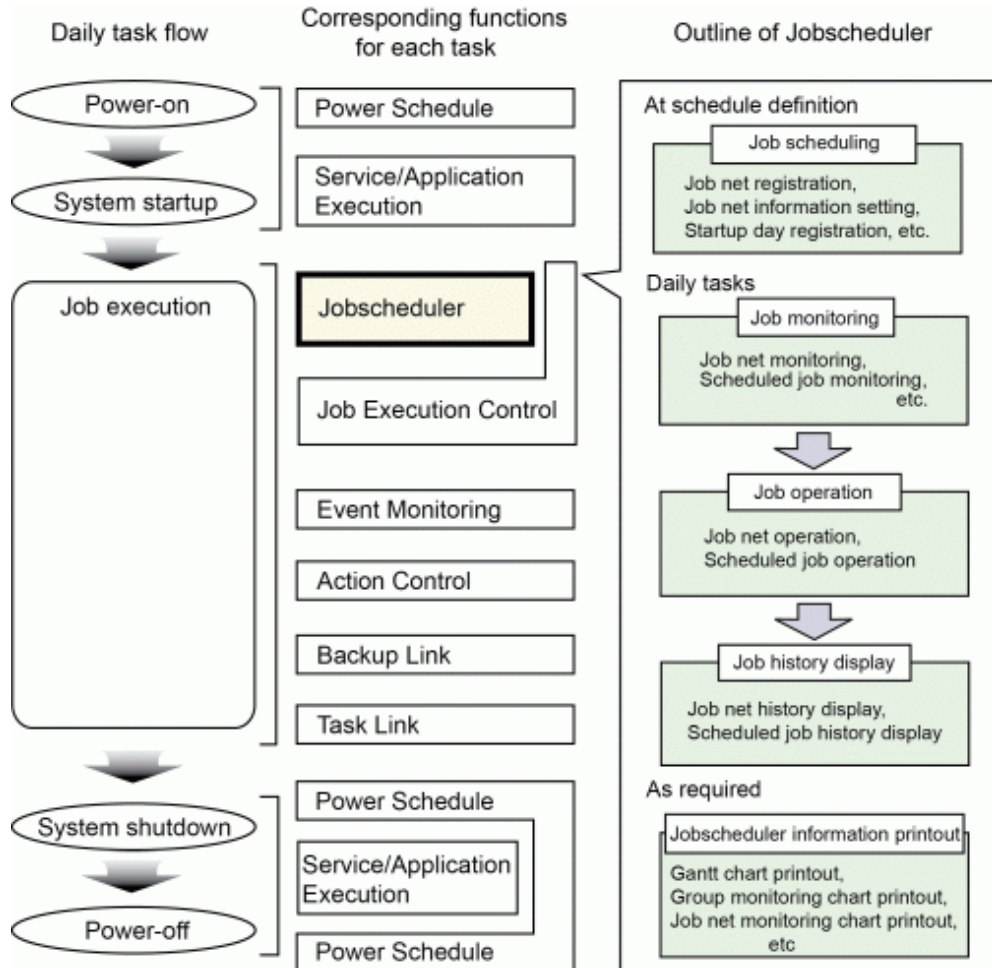 Daily task flow
Corresponding functions
for each task
Outline of Jobscheduler
Power-on
System startup
Job execution
System shutdown
Power-off
Power Schedule
Service/Application
Execution
Jobscheduler
Job Execution Control
Event Monitoring
Action Control
Backup Link
Task Link
Power Schedule
Service/Application
Execution
Power Schedule
At schedule definition
Job scheduling
Job net registration,
Job net information setting,
Startup day registration, etc.
Daily tasks
Job monitoring
Job net monitoring,
Scheduled job monitoring,
etc.
Job operation
Job net operation,
Scheduled job operation
Job history display
Job net history display,
Scheduled job history display
As required
Jobscheduler information printout
Gantt chart printout,
Group monitoring chart printout,
Job net monitoring chart printout,
etc